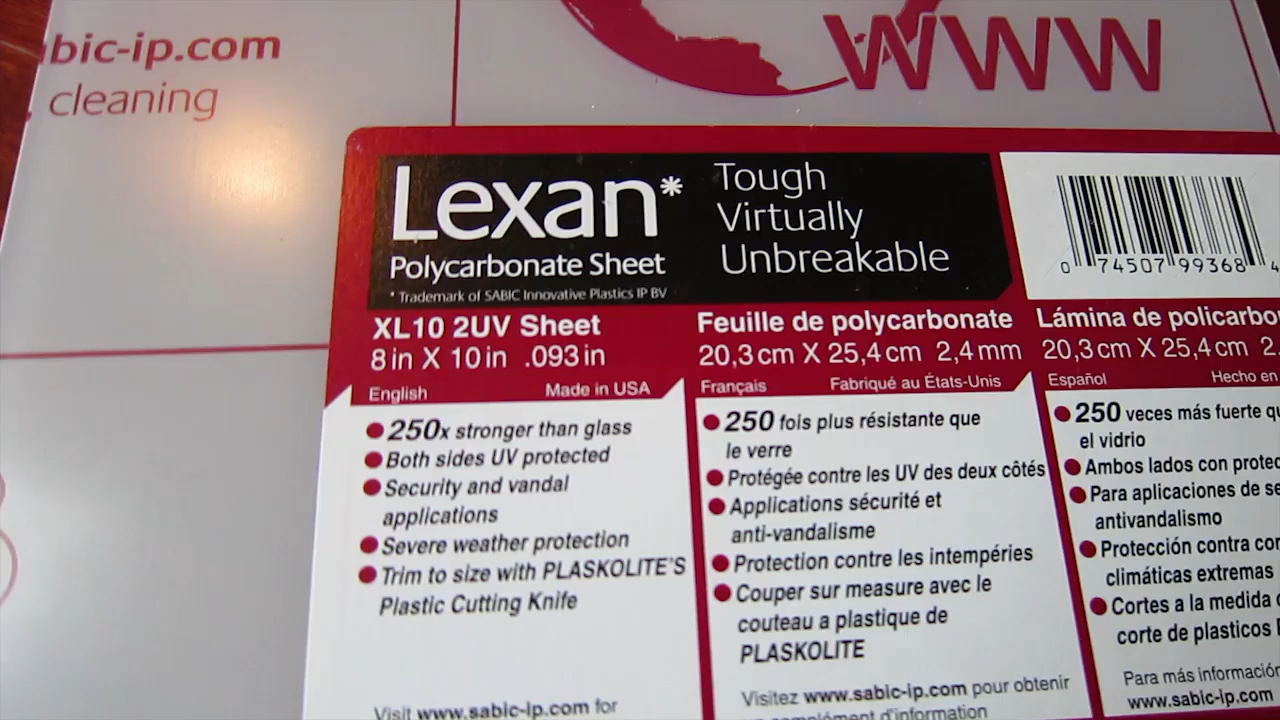 bic-ip.com
cleaning
WWW
Lexan*
Polycarbonate Sheet
* Trademark of SABIC Innovative Plastics IP BV
Tough
Virtually
Unbreakable
0 74507 99368 4
XL10 2UV Sheet
8 in X 10 in .093 in
English Made in USA
250x stronger than glass
Both sides UV protected
Security and vandal
applications
Severe weather protection
Trim to size with PLASKOLITE'S
Plastic Cutting Knife
Visit www.sabic-ip.com for
Feuille de polycarbonate
20,3 cm X 25,4 cm 2,4 mm
Français Fabriqué au États-Unis
250 fois plus résistante que
le verre
Protégée contre les UV des deux côtés
Applications sécurité et
anti-vandalisme
Protection contre les intempéries
Couper sur measure avec le
couteau a plastique de
PLASKOLITE
Visitez www.sabic-ip.com pour obtenir
complément d'information
Lámina de policarbo
20,3 cm X 25,4 cm 2.
Español Hecho en
250 veces más fuerte
el vidrio
Ambos lados con protec
Para aplicaciones de se
antivandalismo
Protección contra con
climáticas extremas
Cortes a la medida
corte de plasticos
Para más información
www.sabic-ip.com